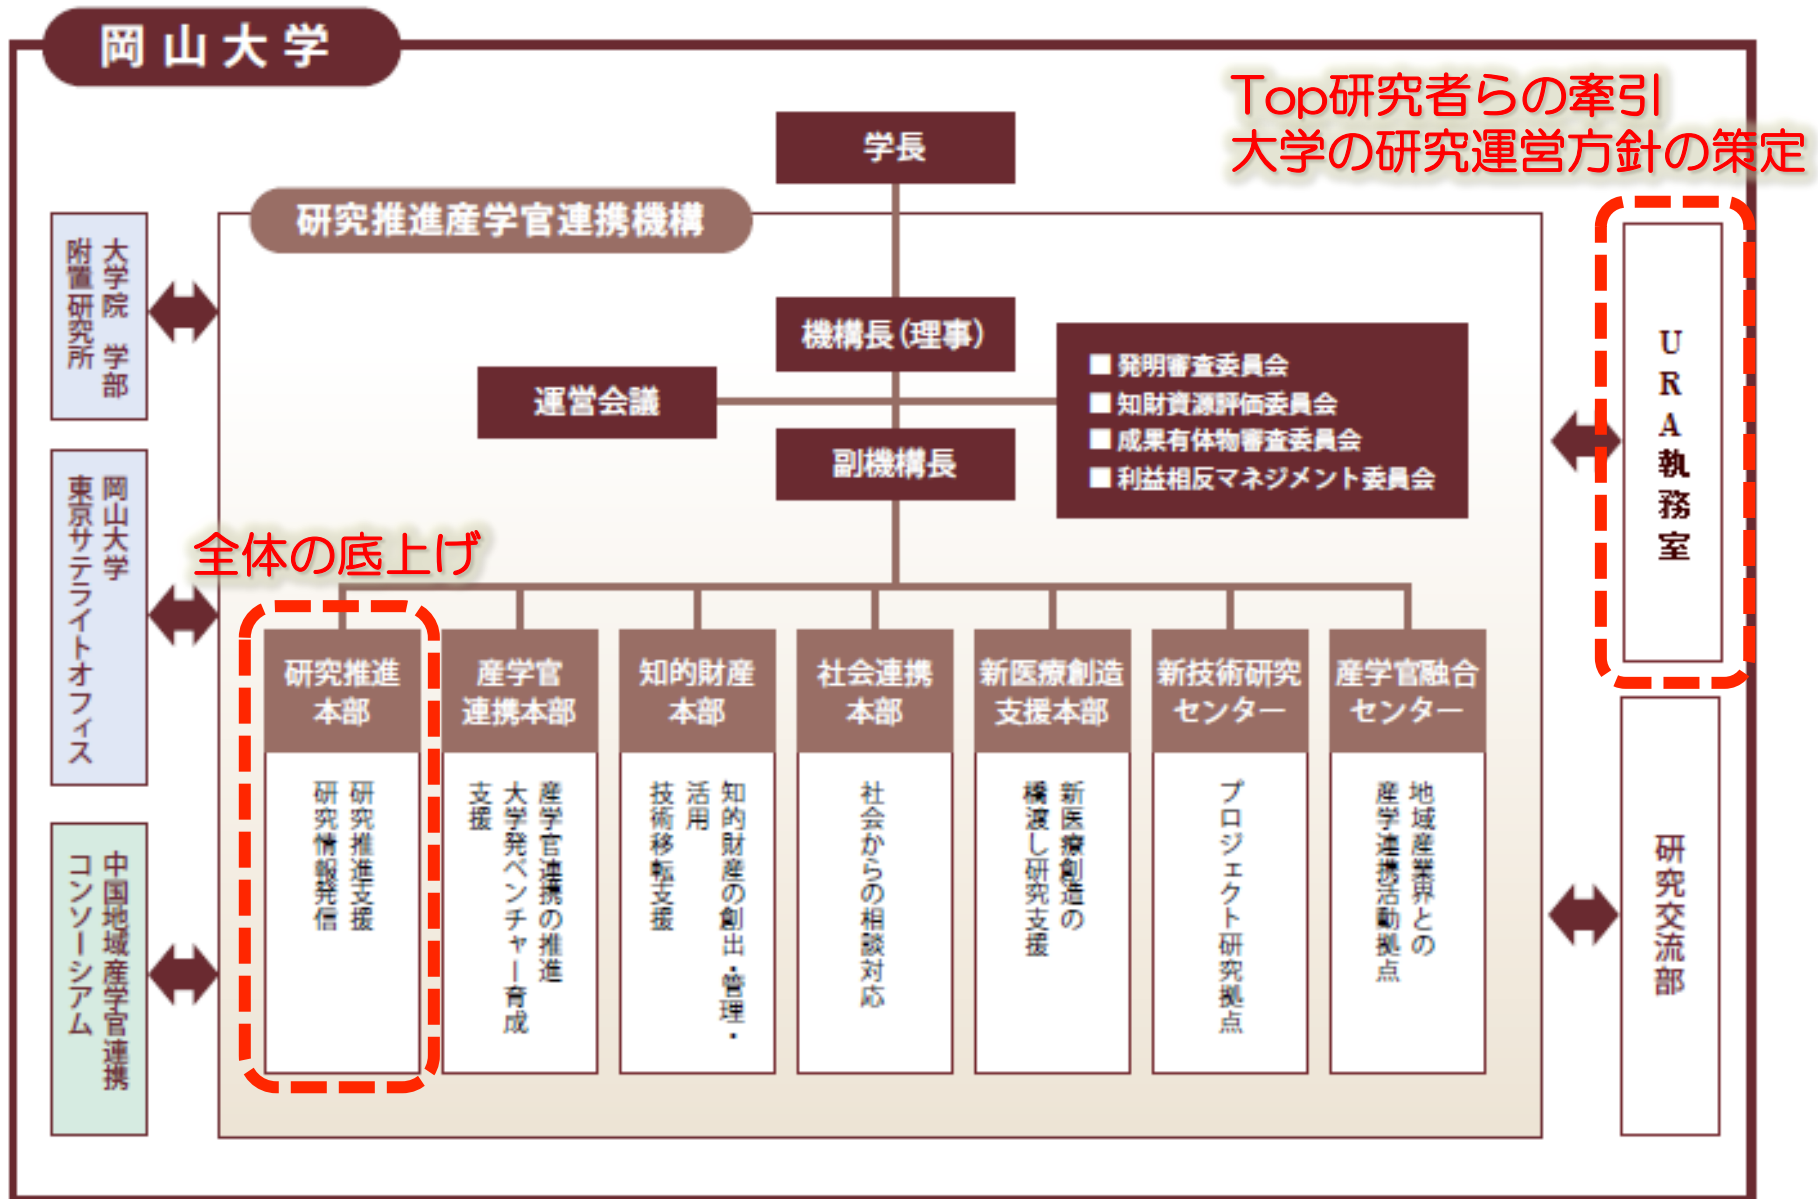 岡山大学
Top研究者らの牽引
大学の研究運営方針の策定
学長
研究推進産学官連携機構
機構長(理事)
運営会議
■発明審査委員会
■知財資源評価委員会
■成果有体物審査委員会
■利益相反マネジメント委員会
副機構長
大学院 学部
附置研究所
岡山大学
東京サテライトオフィス
中国地域産学官連携
コンソーシアム
全体の底上げ
研究推進
本部
研究推進支援
研究情報発信
産学官
連携本部
産学官連携の推進
大学発ベンチャー育成
支援
知的財産
本部
知的財産の創出・管理・
活用
技術移転支援
社会連携
本部
社会からの相談対応
新医療創造
支援本部
新医療創造の
橋渡し研究支援
新技術研究
センター
プロジェクト研究拠点
産学官融合
センター
地域産業界との
産学連携活動拠点
URA執務室
研究交流部